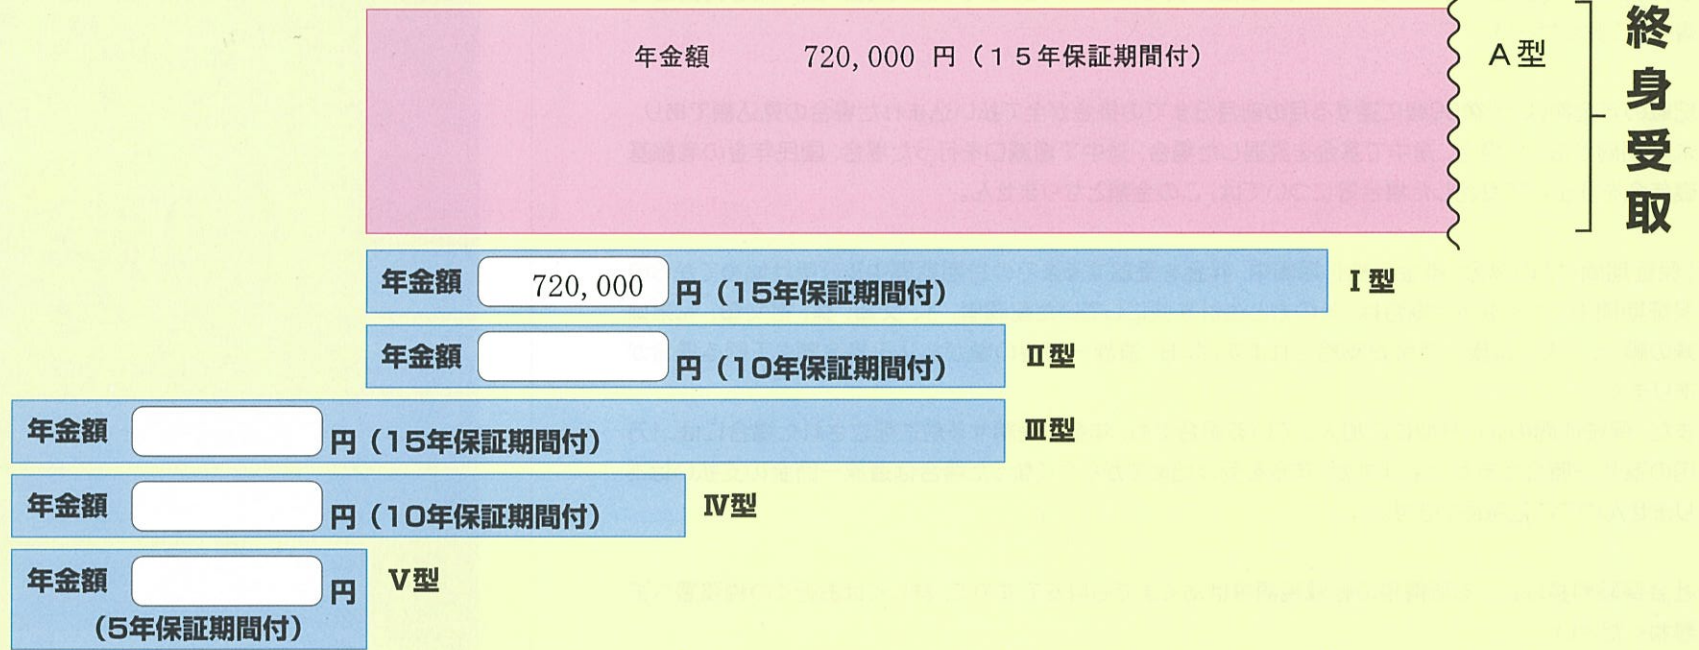 年金額 720,000 円（１５年保証期間付）
A型
終身受取
年金額 720,000 円（15年保証期間付）
Ⅰ型
年金額 円（10年保証期間付）
Ⅱ型
年金額 円（15年保証期間付）
Ⅲ型
年金額 円（10年保証期間付）
Ⅳ型
年金額 円
Ⅴ型
（5年保証期間付）